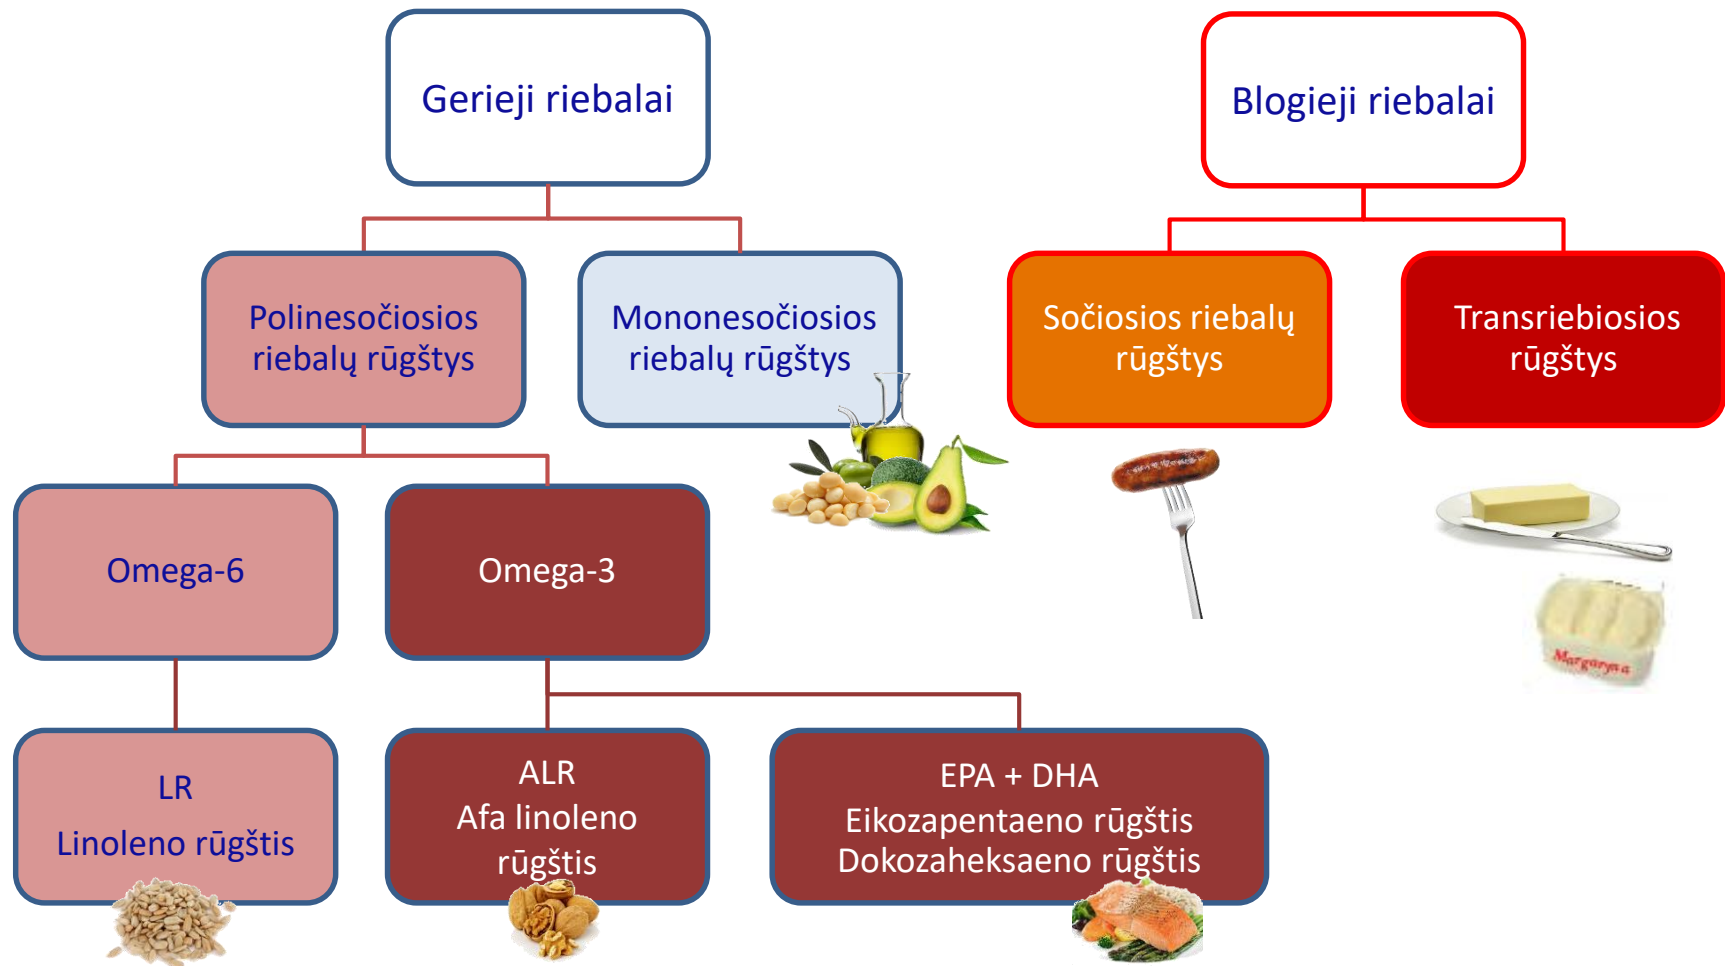 Gerieji riebalai
Blogieji riebalai
Polinesočiosios
riebalų rūgštys
Mononesočiosios
riebalų rūgštys
Sočiosios riebalų
rūgštys
Transriebiosios
rūgštys
Omega-6
Omega-3
Margaryna
LR
Linoleno rūgštis
ALR
Afa linoleno
rūgštis
EPA + DHA
Eikozapentaeno rūgštis
Dokozaheksaeno rūgštis